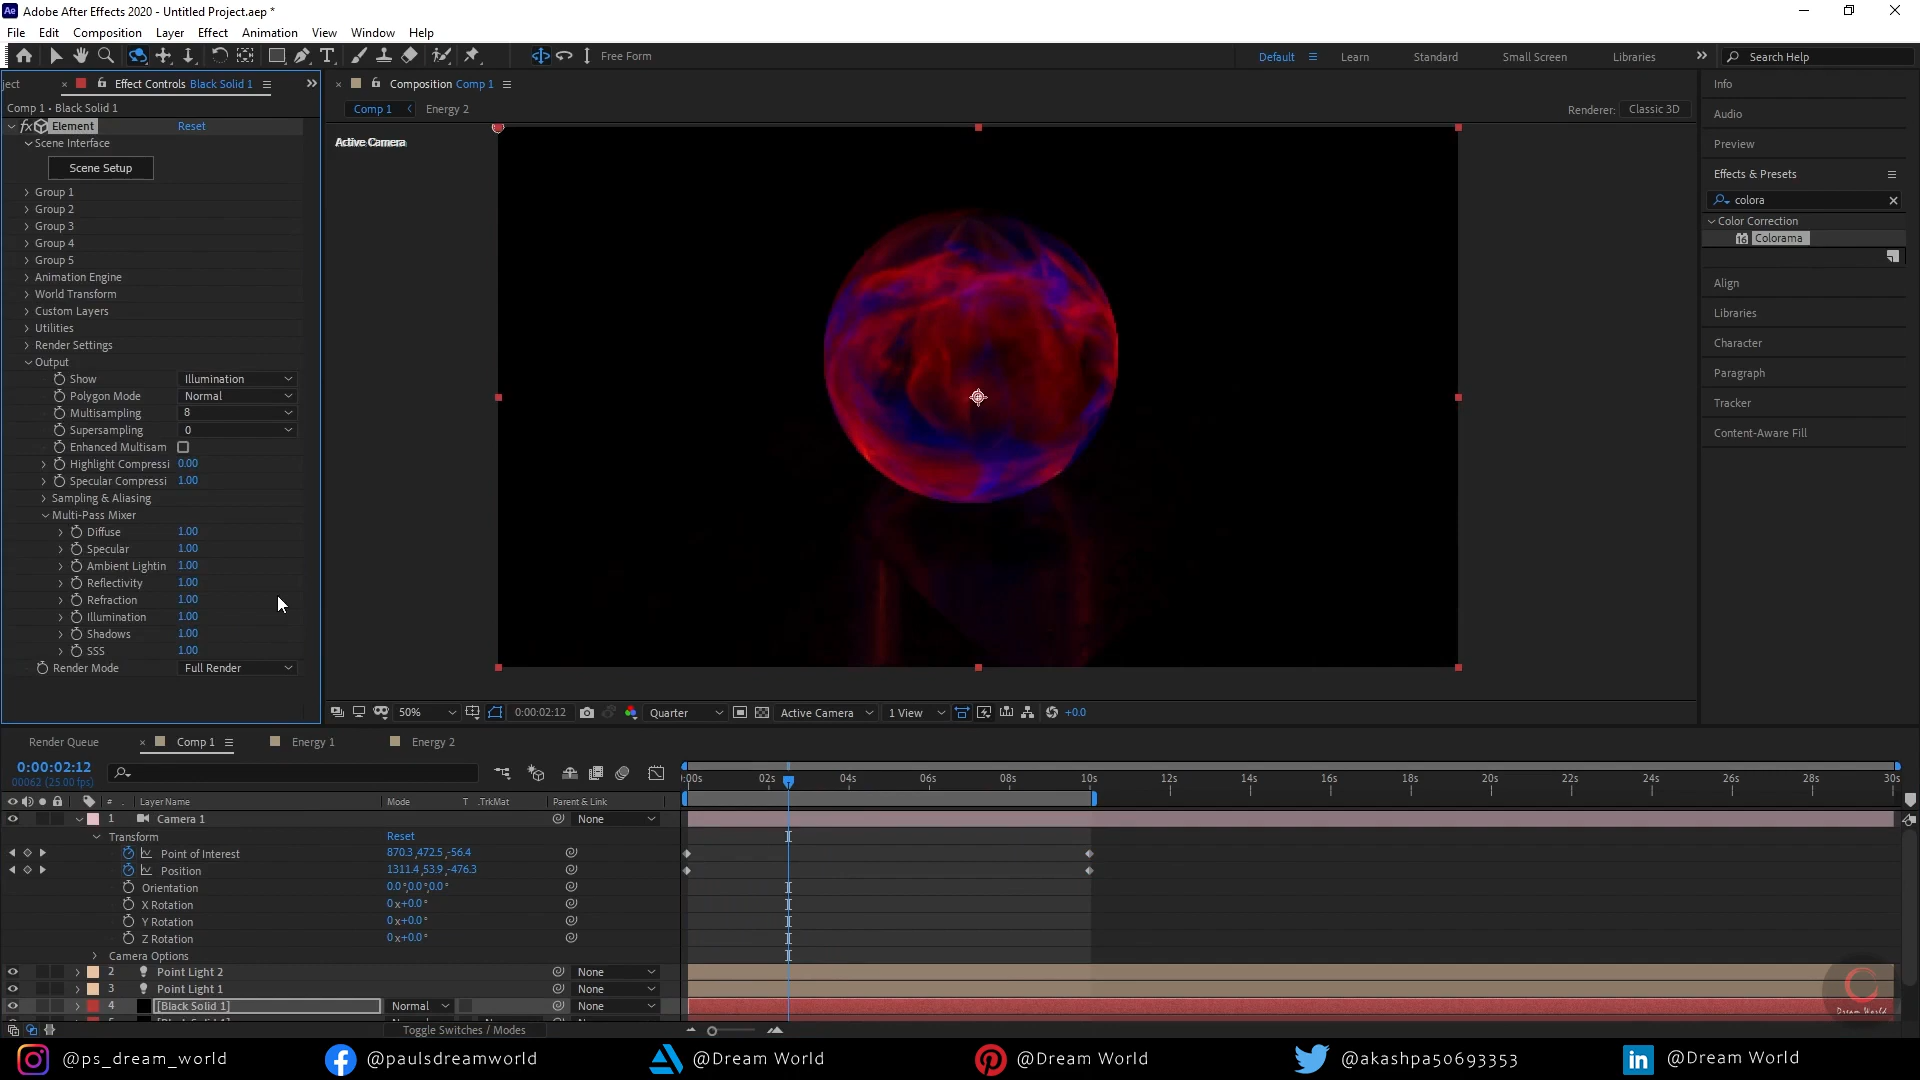 Adobe After Effects 2020 - Untitled Project.aep *
File Edit Composition Layer Effect Animation View Window Help
Free Form
Default Learn Standard Small Screen Libraries
Search Help
ject Effect Controls Black Solid 1
Comp 1 • Black Solid 1
Element Reset
Scene Interface
Scene Setup
Group 1
Group 2
Group 3
Group 4
Group 5
Animation Engine
World Transform
Custom Layers
Utilities
Render Settings
Output
Show Illumination
Polygon Mode Normal
Multisampling 8
Supersampling 0
Enhanced Multisam
Highlight Compressi 0.00
Specular Compressi 1.00
Sampling & Aliasing
Multi-Pass Mixer
Diffuse 1.00
Specular 1.00
Ambient Lightin 1.00
Reflectivity 1.00
Refraction 1.00
Illumination 1.00
Shadows 1.00
SSS 1.00
Render Mode Full Render
Composition Comp 1
Comp 1 Energy 2
Renderer: Classic 3D
Active Camera
50% 0:00:02:12 Quarter Active Camera 1 View +0.0
Info
Audio
Preview
Effects & Presets
colora
Color Correction
Colorama
Align
Libraries
Character
Paragraph
Tracker
Content-Aware Fill
Render Queue Comp 1 Energy 1 Energy 2
0:00:02:12
00062 (25.00 fps)
:00s 02s 04s 06s 08s 10s 12s 14s 16s 18s 20s 22s 24s 26s 28s 30s
# Layer Name Mode T .TrkMat Parent & Link
1 Camera 1 None
Transform Reset
Point of Interest 870.3,472.5,-56.4
Position 1311.4,53.9,-476.3
Orientation 0.0°,0.0°,0.0°
X Rotation 0x+0.0°
Y Rotation 0x+0.0°
Z Rotation 0x+0.0°
Camera Options
2 Point Light 2 None
3 Point Light 1 None
4 [Black Solid 1] Normal None
Toggle Switches / Modes
Dream World
@ps_dream_world @paulsdreamworld @Dream World @Dream World @akashpa50693353 @Dream World